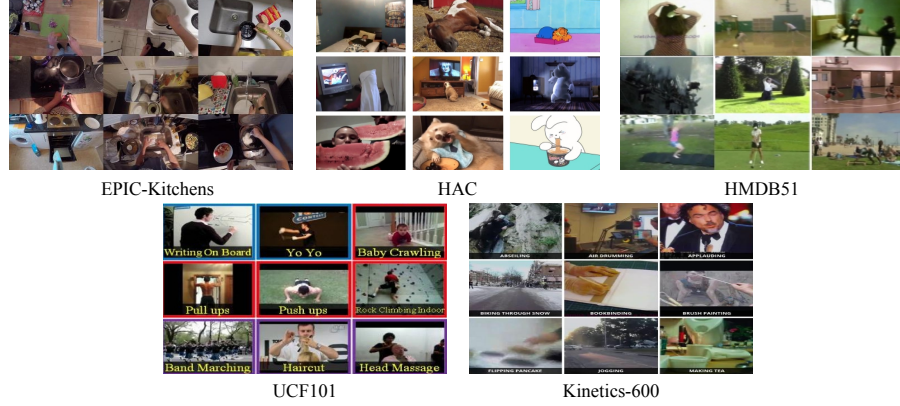 EPIC-Kitchens
HAC
HMDB51
Writing On Board
Yo Yo
Baby Crawling
Pull ups
Push ups
Rock Climbing Indoor
Band Marching
Haircut
Head Massage
UCF101
ABSEILING
AIR DRUMMING
APPLAUDING
BIKING THROUGH SNOW
BOOKBINDING
BRUSH PAINTING
FLIPPING PANCAKE
JOGGING
MAKING TEA
Kinetics-600